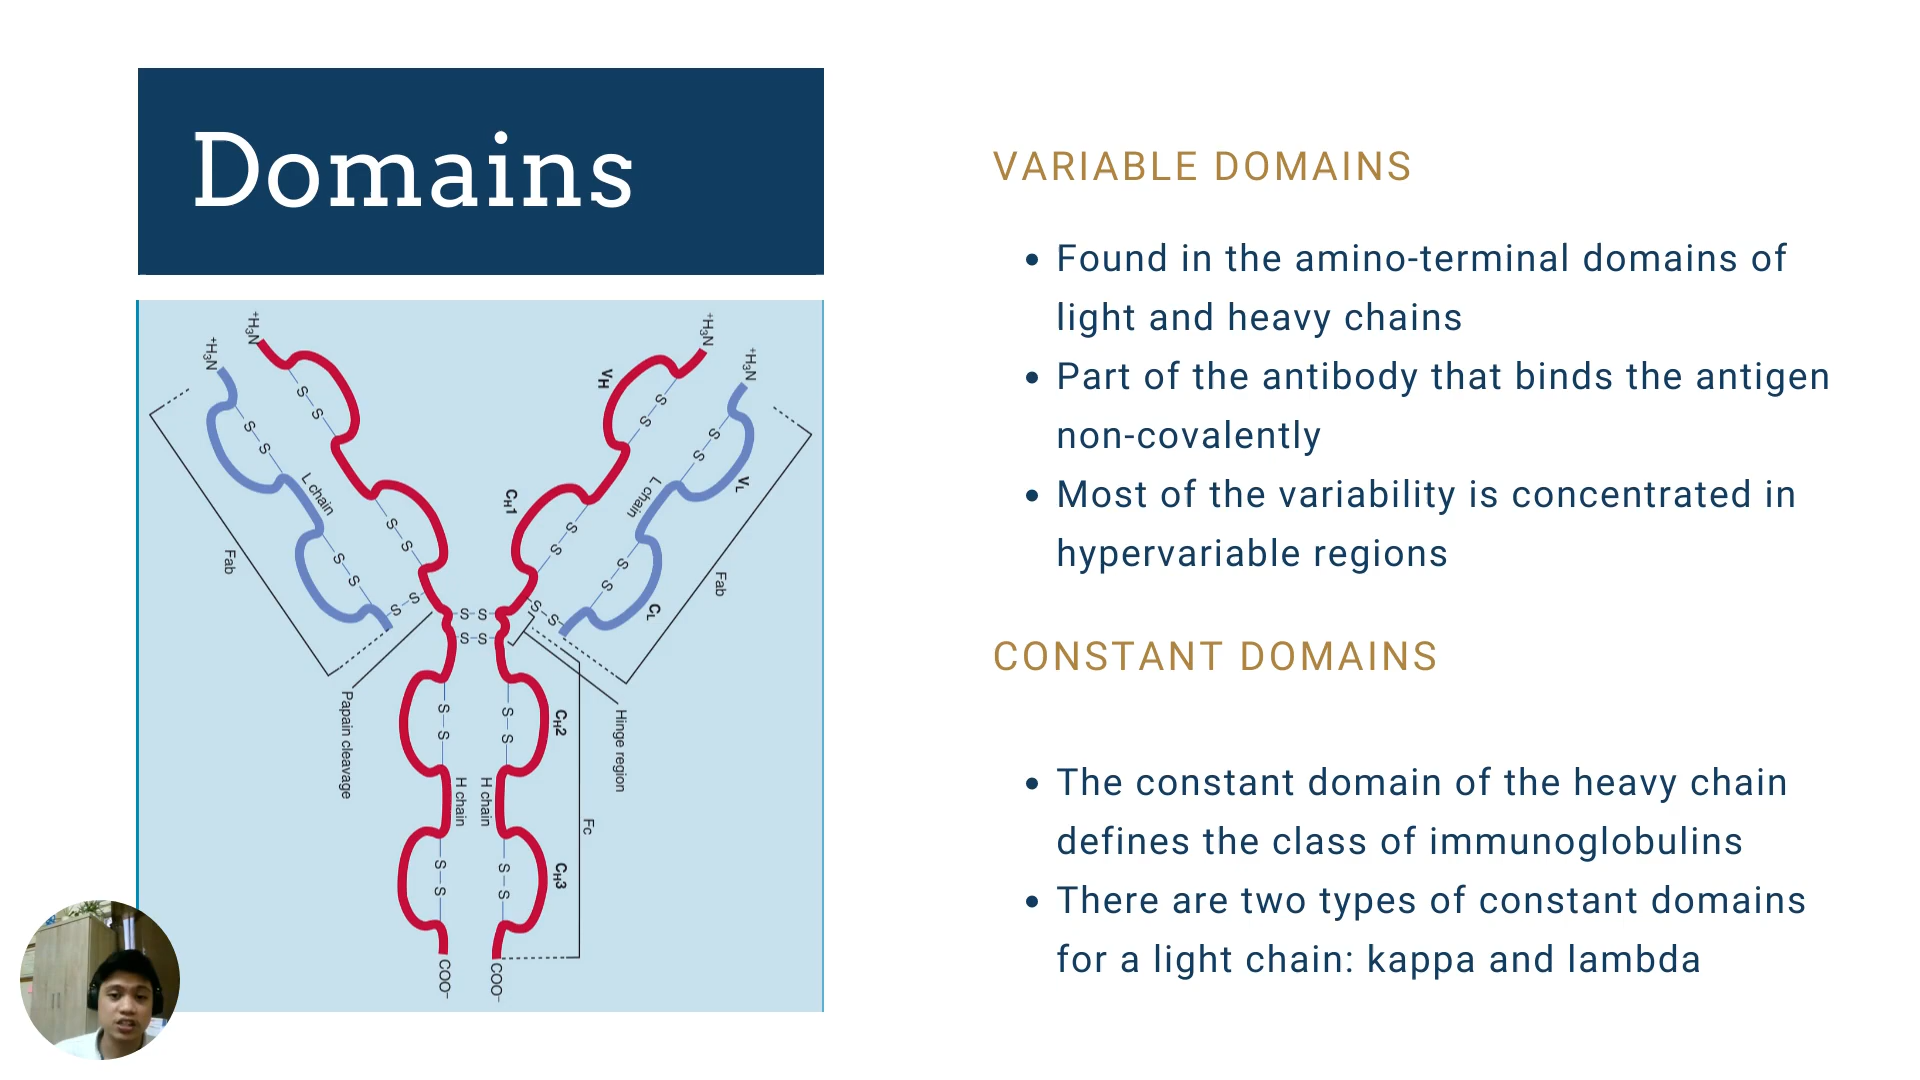 Domains
VARIABLE DOMAINS
• Found in the amino-terminal domains of
light and heavy chains
• Part of the antibody that binds the antigen
non-covalently
• Most of the variability is concentrated in
hypervariable regions
CONSTANT DOMAINS
• The constant domain of the heavy chain
defines the class of immunoglobulins
• There are two types of constant domains
for a light chain: kappa and lambda
+H3N
+H3N
+H3N
+H3N
VH
S
S
S
S
S
S
S
S
VL
L chain
L chain
CH1
S
S
S
S
S
S
S
S
Fab
Fab
CL
S–S
S–S
S–S
S–S
Papain cleavage
Hinge region
S
S
S
S
CH2
H chain
H chain
Fc
S
S
S
S
CH3
COO-
COO-